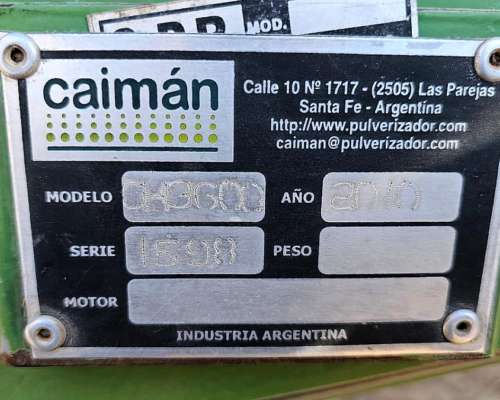 MOD.
caimán
Calle 10 Nº 1717 - (2505) Las Parejas
Santa Fe - Argentina
http://www.pulverizador.com
caiman@pulverizador.com
MODELO
AÑO
SERIE 1598
PESO
MOTOR
INDUSTRIA ARGENTINA